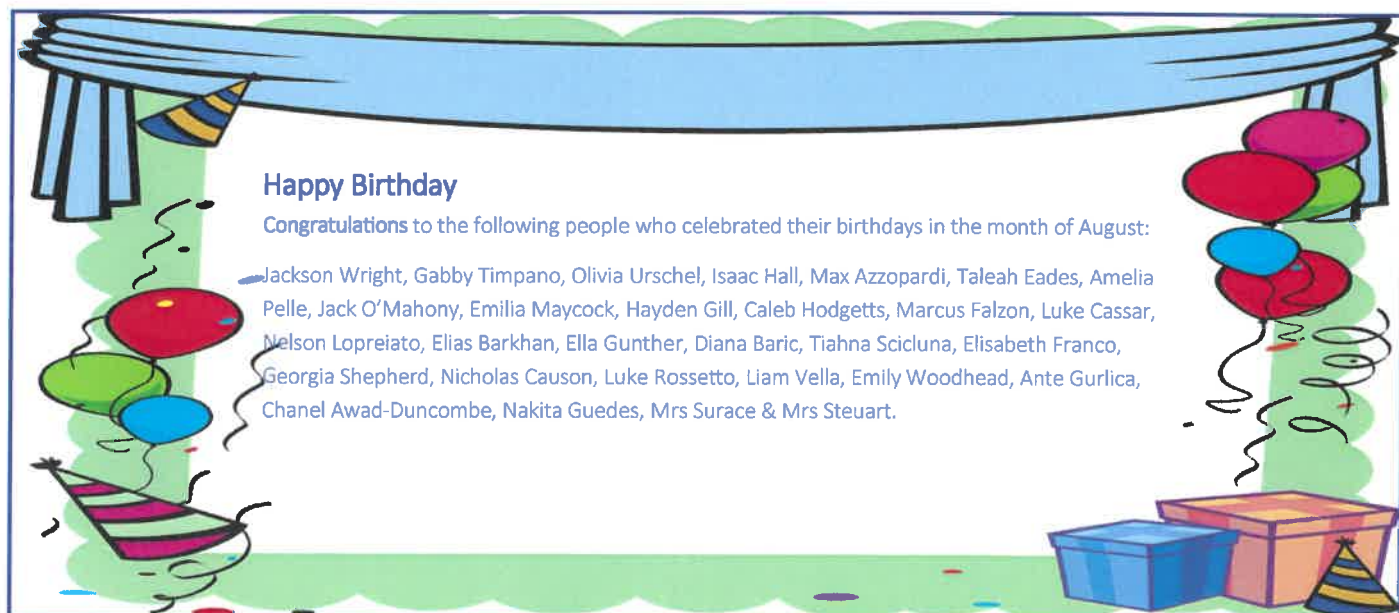 Happy Birthday
Congratulations to the following people who celebrated their birthdays in the month of August:
Jackson Wright, Gabby Timpano, Olivia Urschel, Isaac Hall, Max Azzopardi, Taleah Eades, Amelia
Pelle, Jack O’Mahony, Emilia Maycock, Hayden Gill, Caleb Hodgetts, Marcus Falzon, Luke Cassar,
Nelson Lopreiato, Elias Barkhan, Ella Gunther, Diana Baric, Tiahna Scicluna, Elisabeth Franco,
Georgia Shepherd, Nicholas Causon, Luke Rossetto, Liam Vella, Emily Woodhead, Ante Gurlica,
Chanel Awad-Duncombe, Nakita Guedes, Mrs Surace & Mrs Steuart.